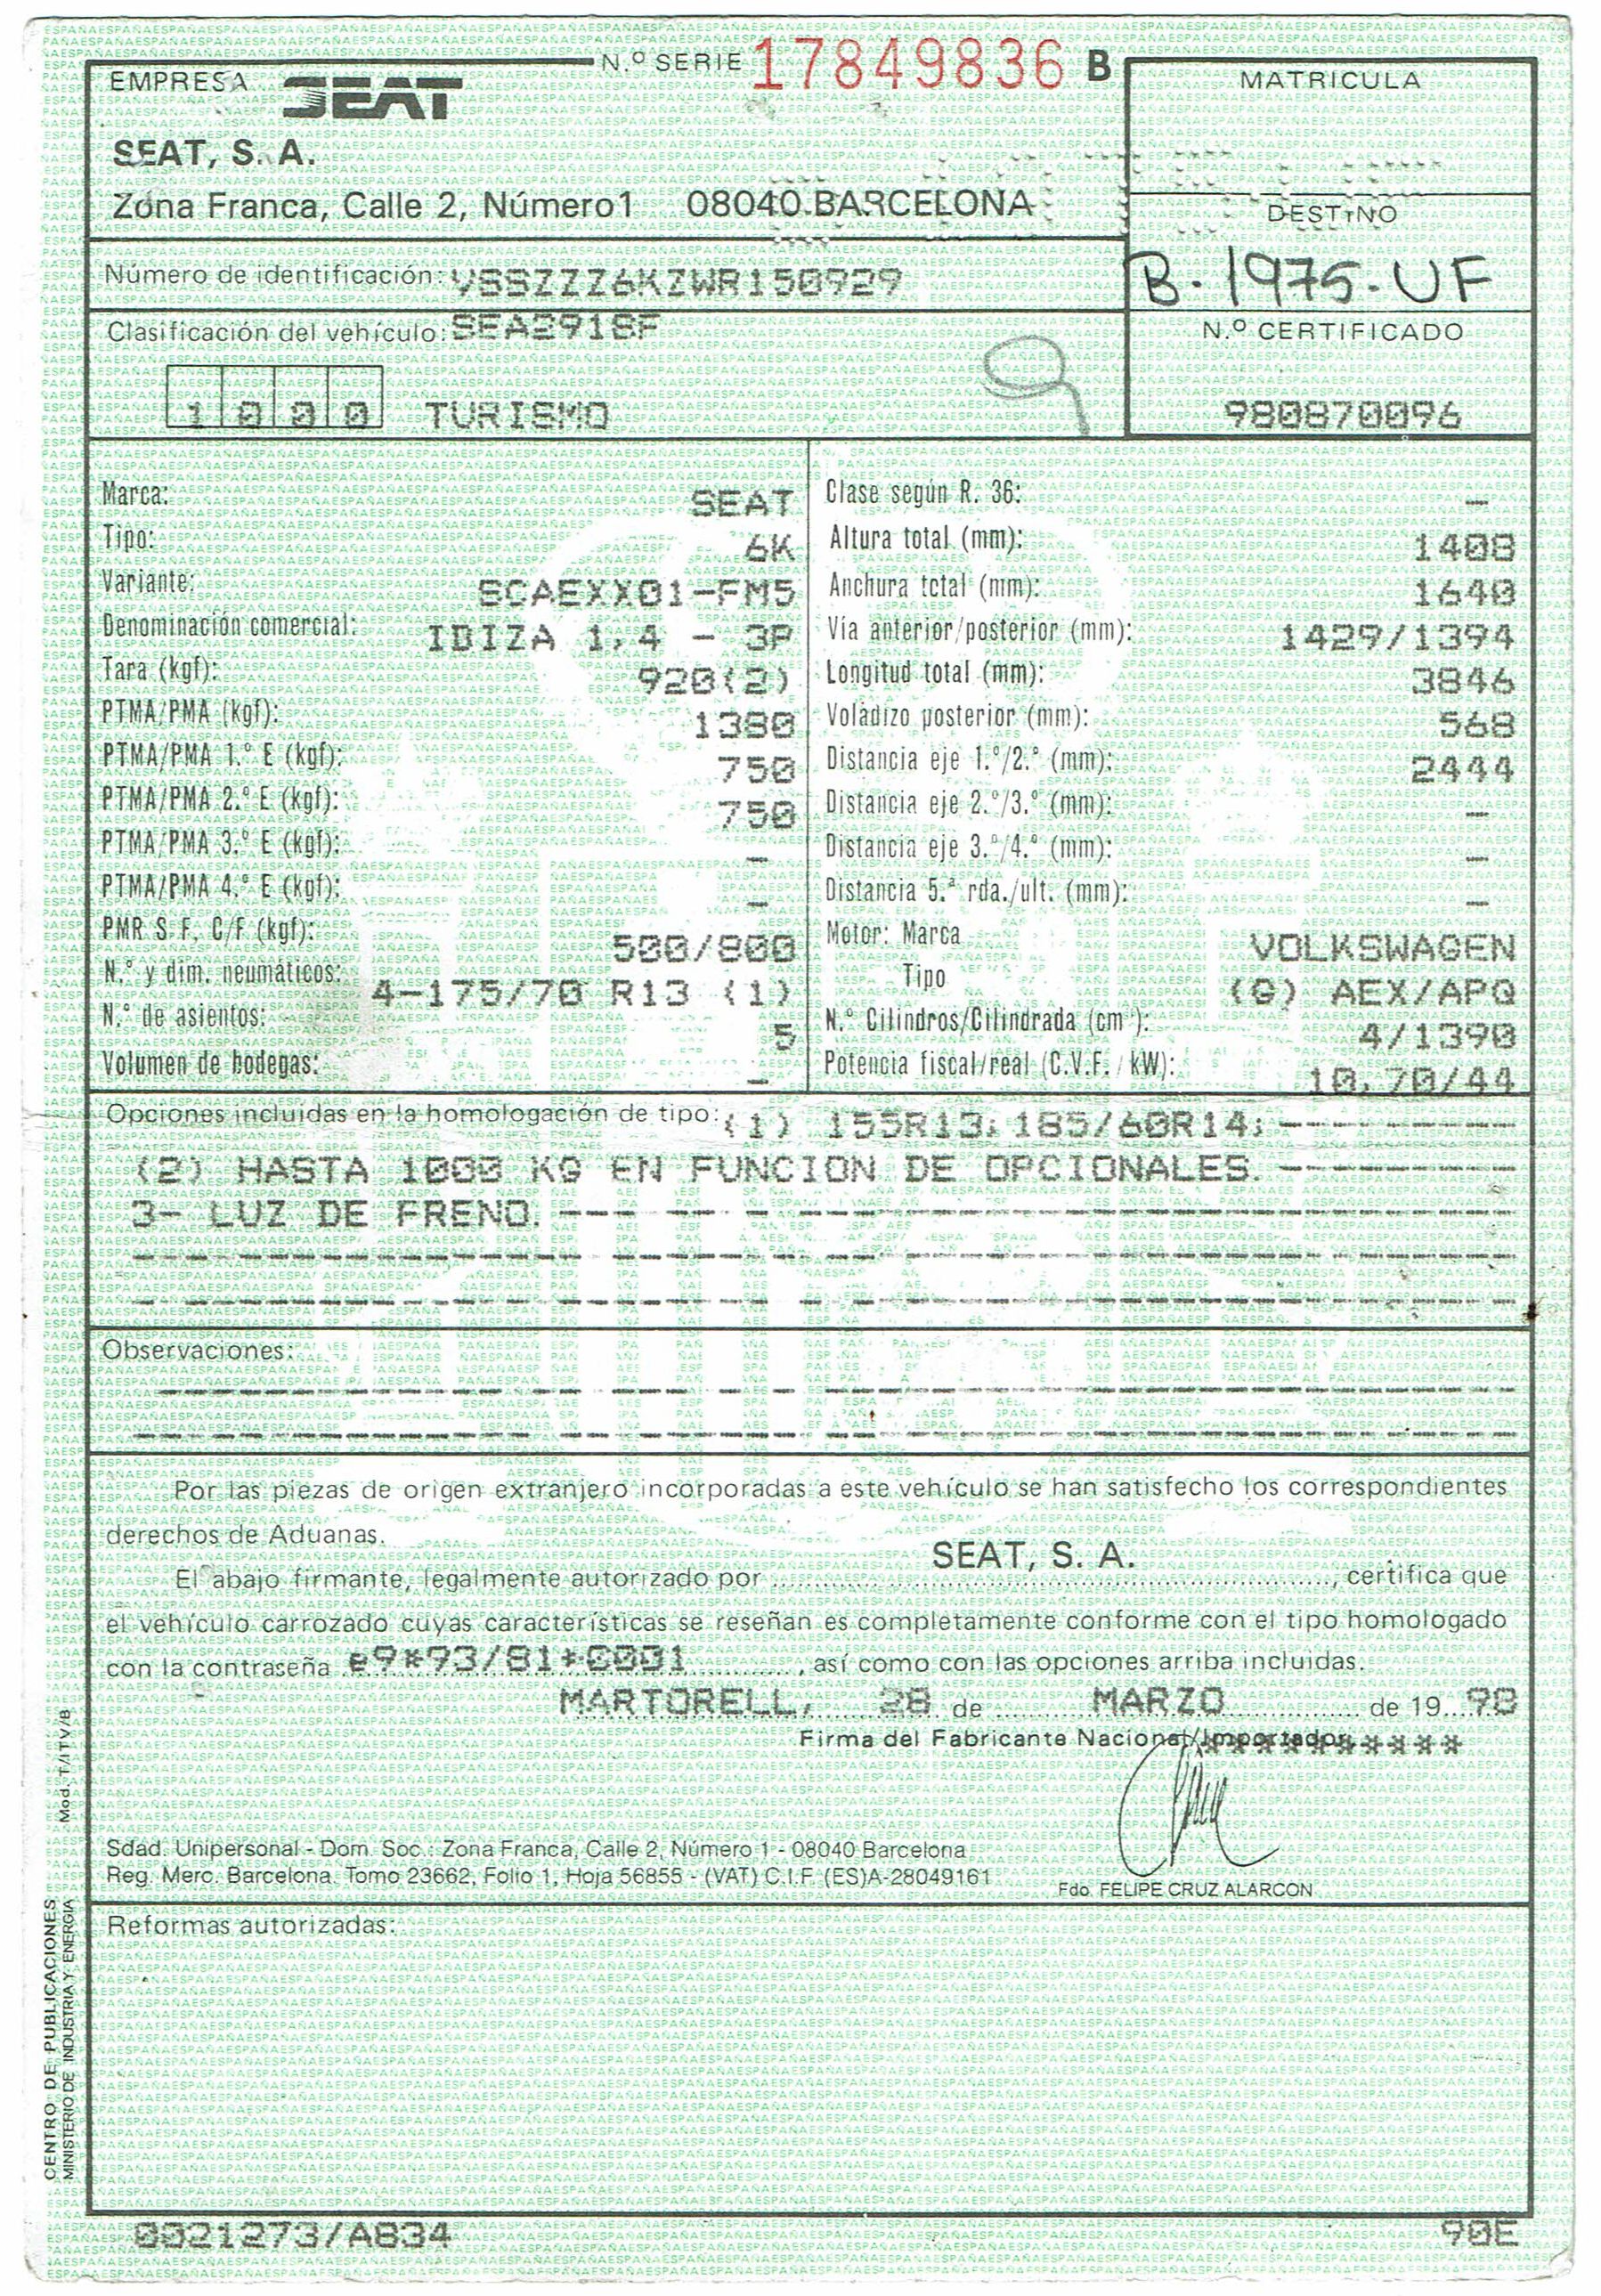 N.º SERIE 17849836 B
EMPRESA SEAT
MATRICULA
SEAT, S. A.
Zona Franca, Calle 2, Número 1 08040 BARCELONA
DESTINO
B-1975-UF
Número de identificación: VSSZZZ6KZWR150929
Clasificación del vehículo: SEA2918F
N.º CERTIFICADO
1000 TURISMO
980870096
Marca: SEAT
Tipo: 6K
Variante: SCAEXX01-FM5
Denominación comercial: IBIZA 1,4 - 3P
Tara (kgf): 920(2)
PTMA/PMA (kgf): 1380
PTMA/PMA 1.º E (kgf): 750
PTMA/PMA 2.º E (kgf): 750
PTMA/PMA 3.º E (kgf): –
PTMA/PMA 4.º E (kgf): –
PMR S/F, C/F (kgf): 500/800
N.º y dim. neumáticos: 4-175/70 R13 (1)
N.º de asientos: 5
Volumen de bodegas: –
Clase según R. 36: –
Altura total (mm): 1408
Anchura total (mm): 1640
Vía anterior/posterior (mm): 1429/1394
Longitud total (mm): 3846
Voladizo posterior (mm): 568
Distancia eje 1.º/2.º (mm): 2444
Distancia eje 2.º/3.º (mm): –
Distancia eje 3.º/4.º (mm): –
Distancia 5.ª rda./ult. (mm): –
Motor: Marca VOLKSWAGEN
Tipo (G) AEX/APQ
N.º Cilindros/Cilindrada (cm³): 4/1390
Potencia fiscal/real (C.V.F. / kW): 10,70/44
Opciones incluidas en la homologación de tipo: (1) 155R13; 185/60R14;
(2) HASTA 1000 KG EN FUNCION DE OPCIONALES.
3- LUZ DE FRENO.
Observaciones:
Por las piezas de origen extranjero incorporadas a este vehículo se han satisfecho los correspondientes
derechos de Aduanas.
El abajo firmante, legalmente autorizado por SEAT, S. A. , certifica que
el vehículo carrozado cuyas características se reseñan es completamente conforme con el tipo homologado
con la contraseña e9*93/81*0001 , así como con las opciones arriba incluidas.
MARTORELL, 28 de MARZO de 19 98
Firma del Fabricante Nacional/Importador
Sdad. Unipersonal - Dom. Soc.: Zona Franca, Calle 2, Número 1 - 08040 Barcelona
Reg. Merc. Barcelona. Tomo 23662, Folio 1, Hoja 56855 - (VAT) C.I.F. (ES)A-28049161
Fdo. FELIPE CRUZ ALARCON
Reformas autorizadas:
Mod. T/ITV/B
CENTRO DE PUBLICACIONES
MINISTERIO DE INDUSTRIA Y ENERGIA
0021273/A834
90E